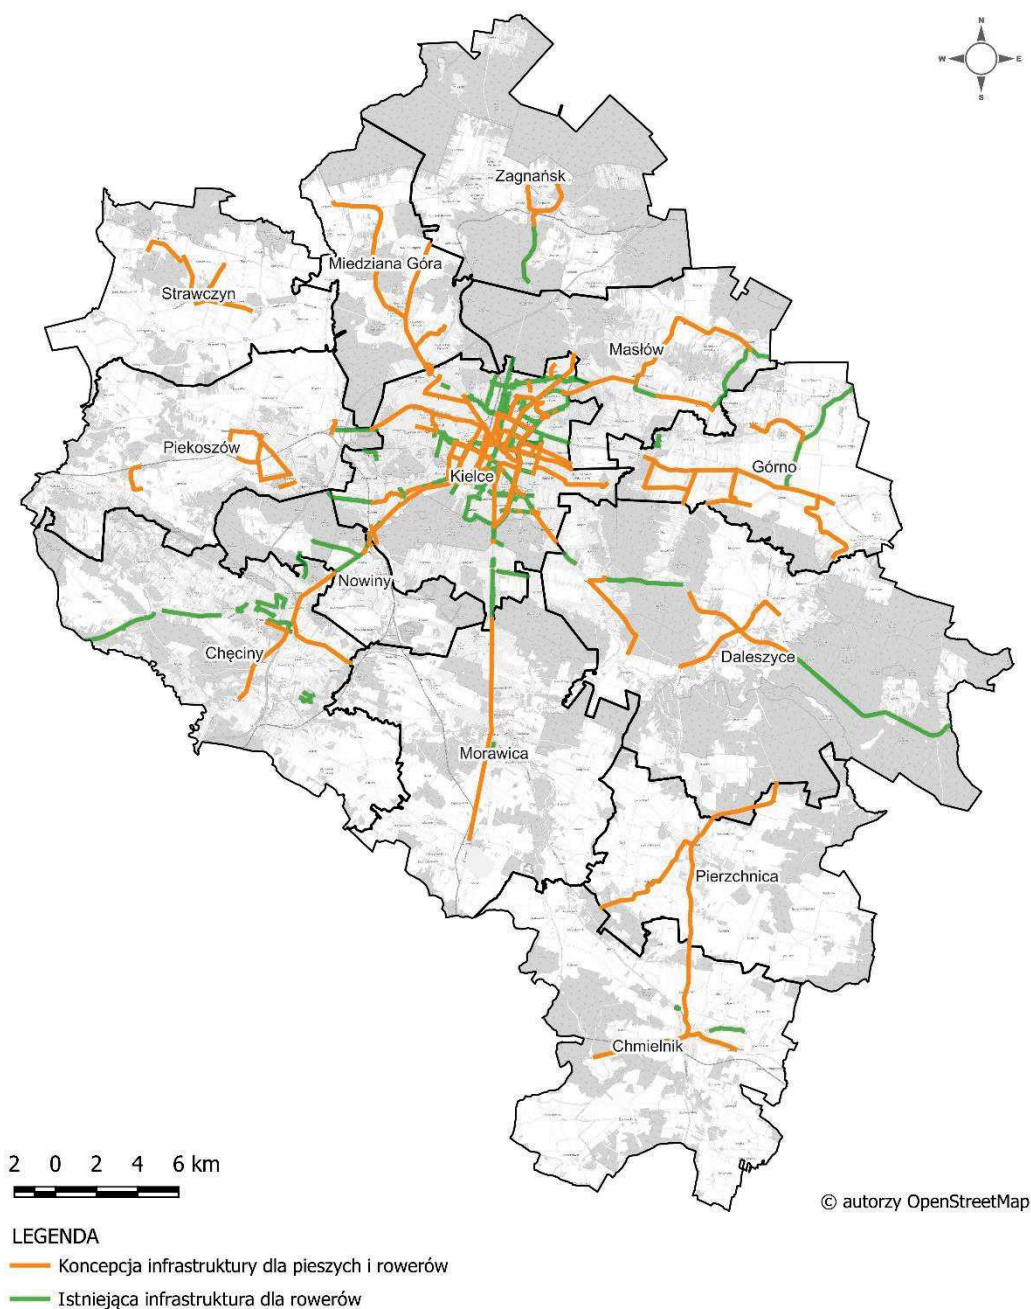 N
W E
S
Zagnańsk
Miedziana Góra
Strawczyn
Masłów
Piekoszów
Górno
Kielce
Nowiny
Chęciny
Daleszyce
Morawica
Pierzchnica
Chmielnik
2 0 2 4 6 km
© autorzy OpenStreetMap
LEGENDA
Koncepcja infrastruktury dla pieszych i rowerów
Istniejąca infrastruktura dla rowerów